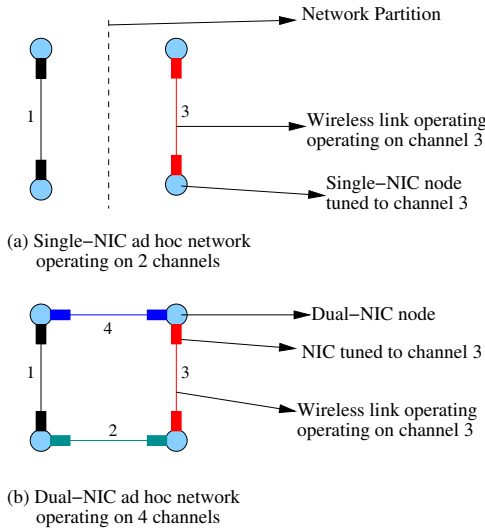 Network Partition
1
3
Wireless link operating
operating on channel 3
Single−NIC node
tuned to channel 3
(a) Single−NIC ad hoc network
operating on 2 channels
4
Dual−NIC node
NIC tuned to channel 3
1
3
Wireless link operating
operating on channel 3
2
(b) Dual−NIC ad hoc network
operating on 4 channels